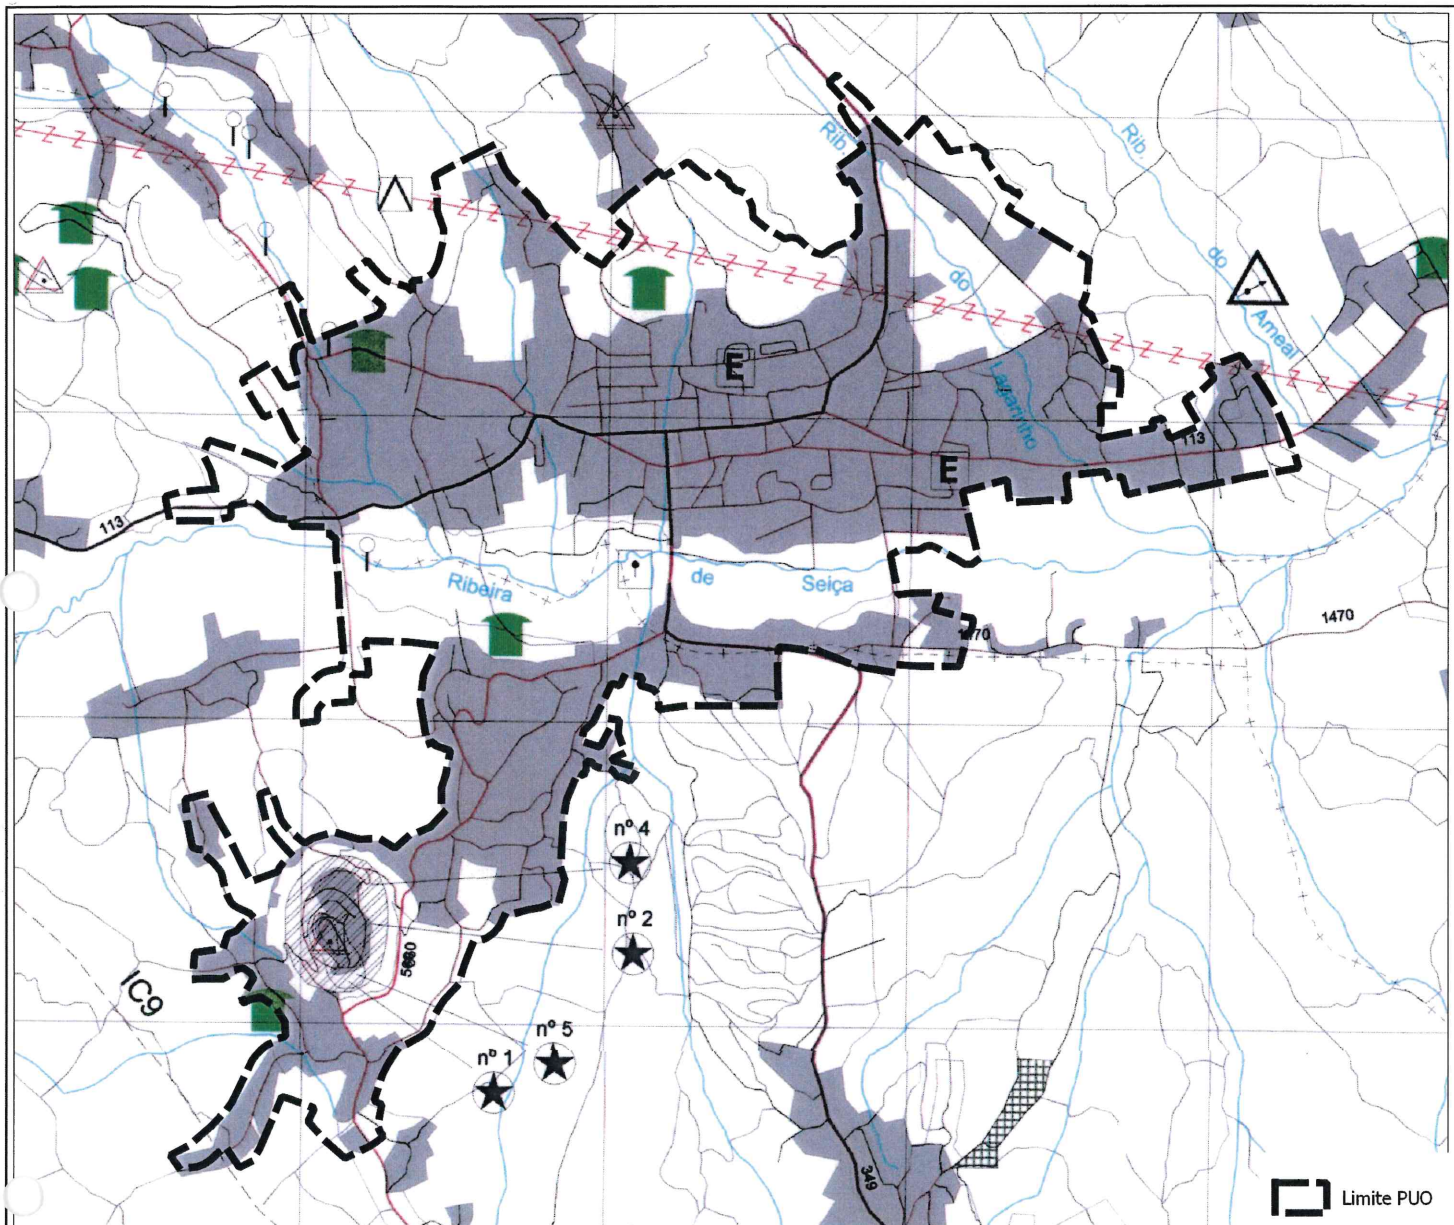 Rib.
do
Lagarinho
Rib.
do
Ameal
E
E
113
113
Ribeira
de
Seiça
1470
1470
nº 4
nº 2
nº 5
nº 1
IC9
349
Limite PUO